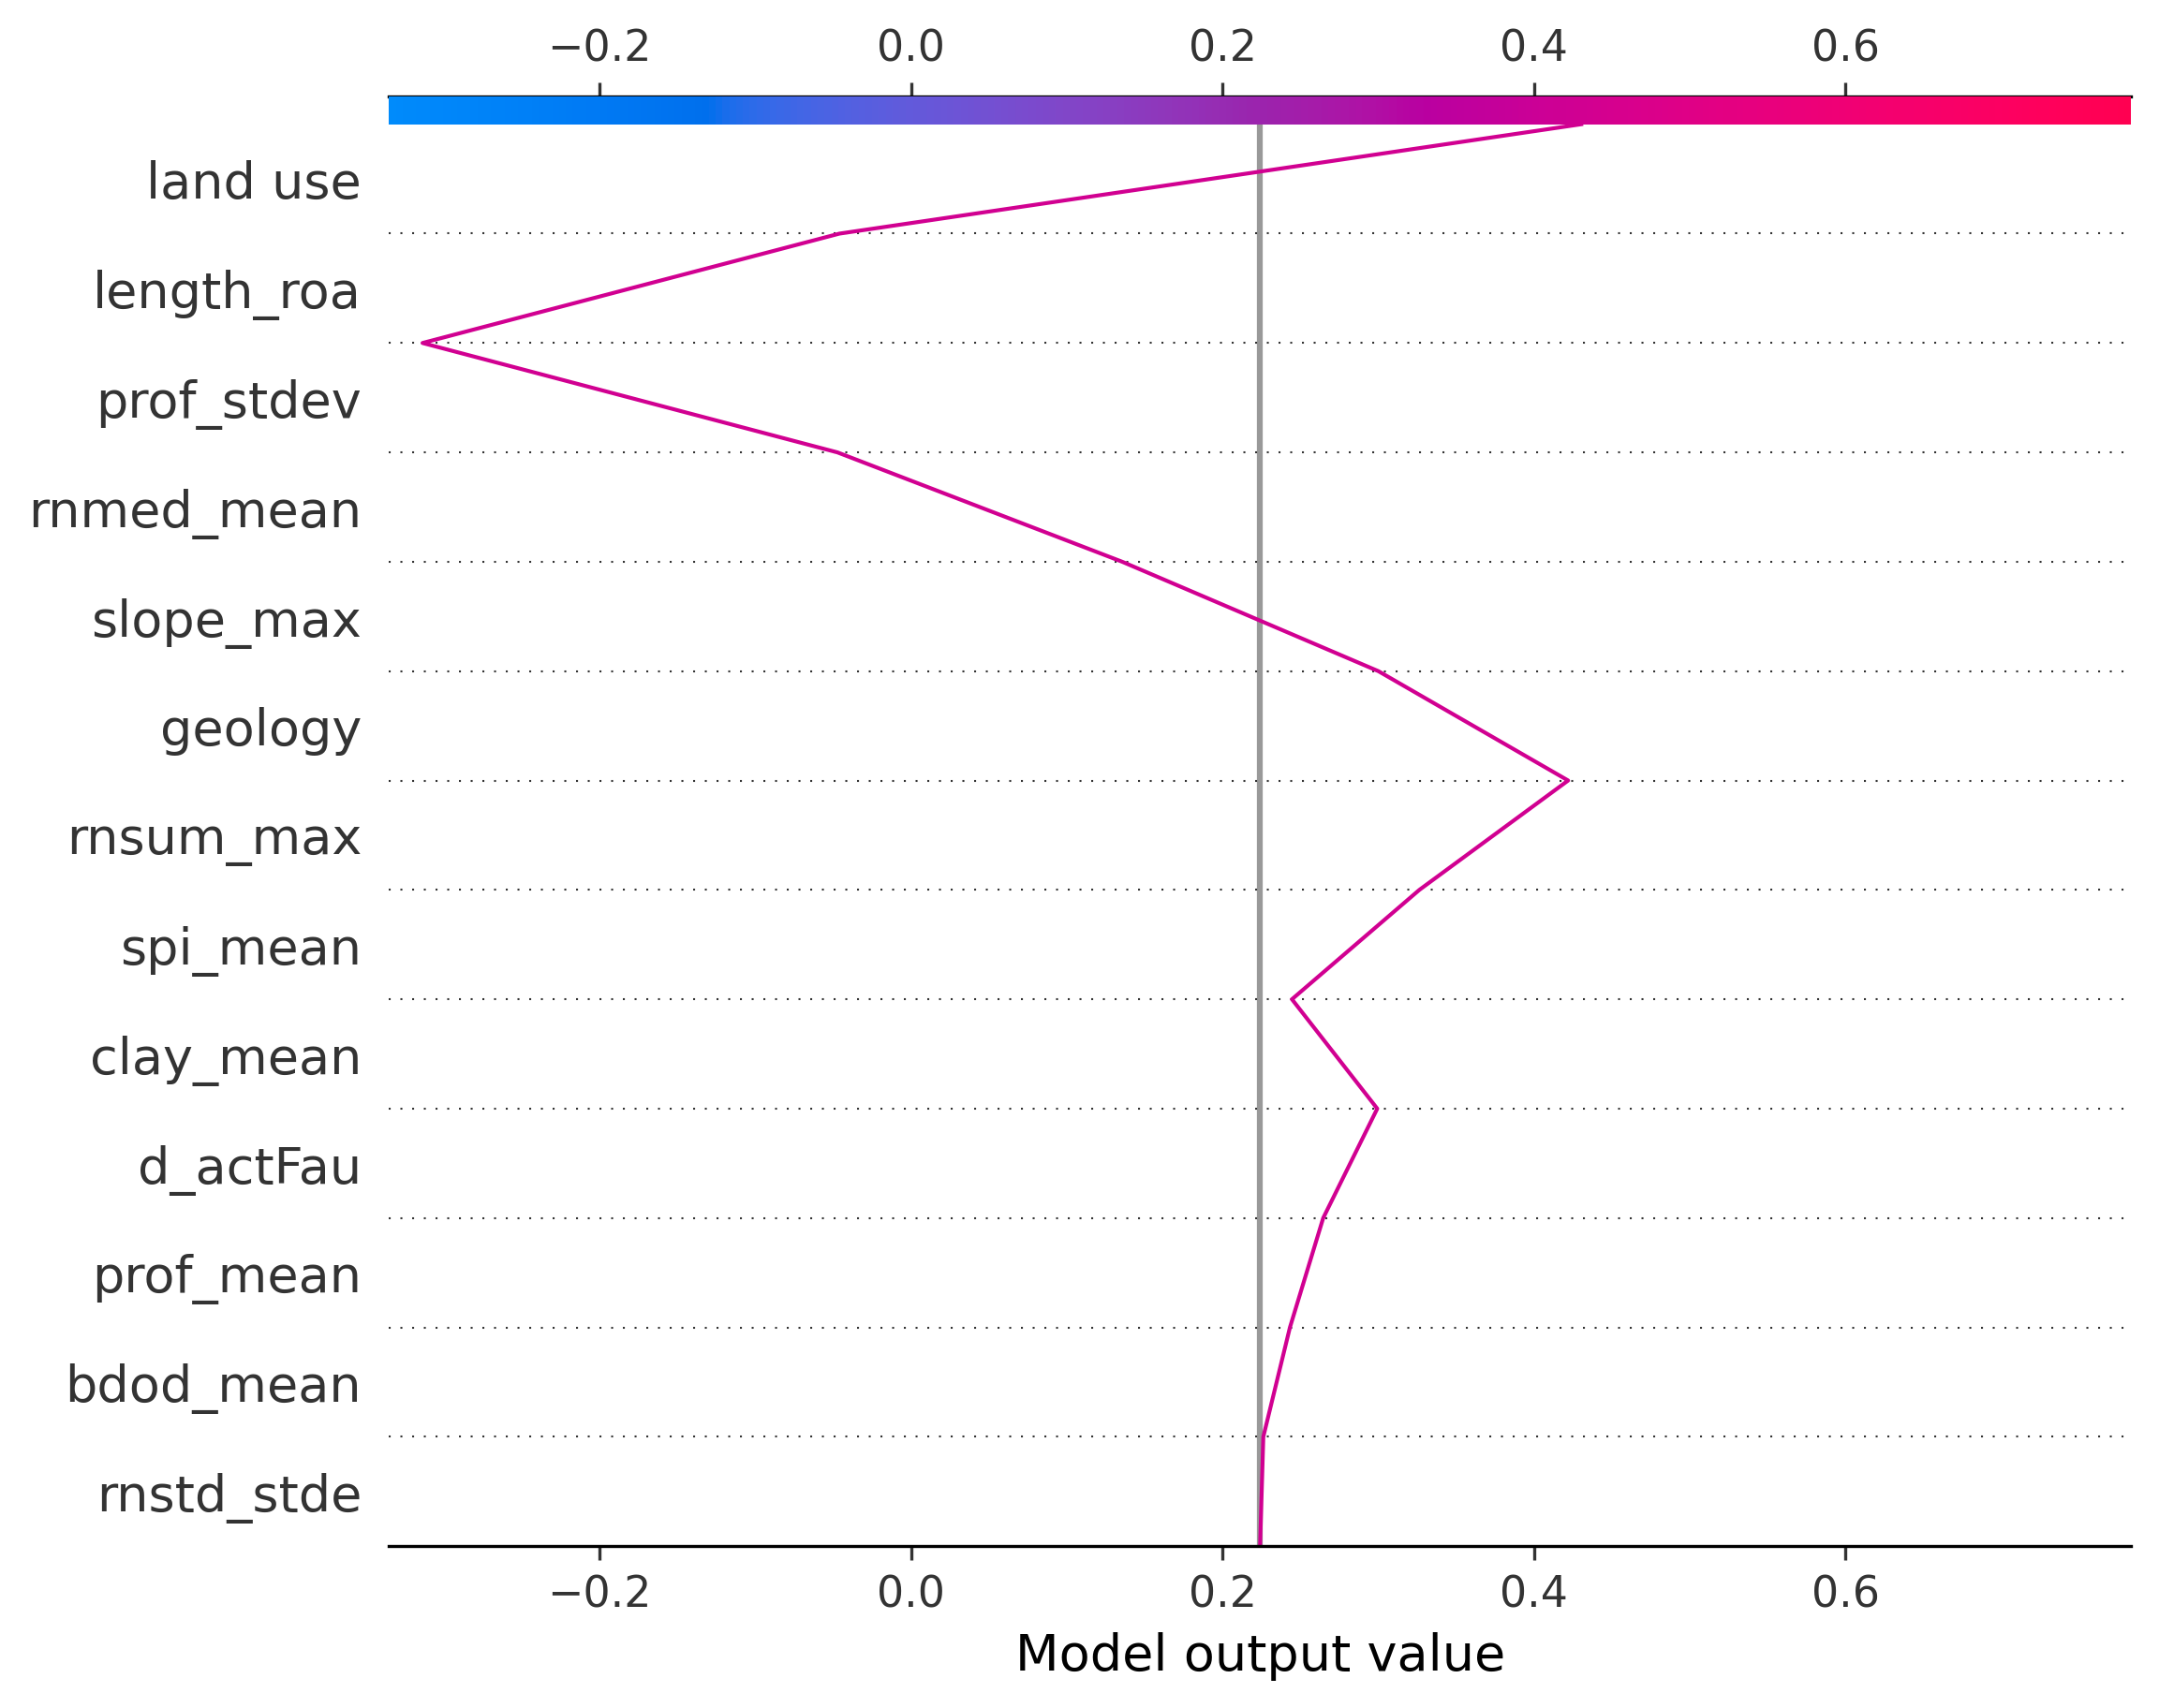 −0.2 0.0 0.2 0.4 0.6
land use
length_roa
prof_stdev
rnmed_mean
slope_max
geology
rnsum_max
spi_mean
clay_mean
d_actFau
prof_mean
bdod_mean
rnstd_stde
−0.2 0.0 0.2 0.4 0.6
Model output value